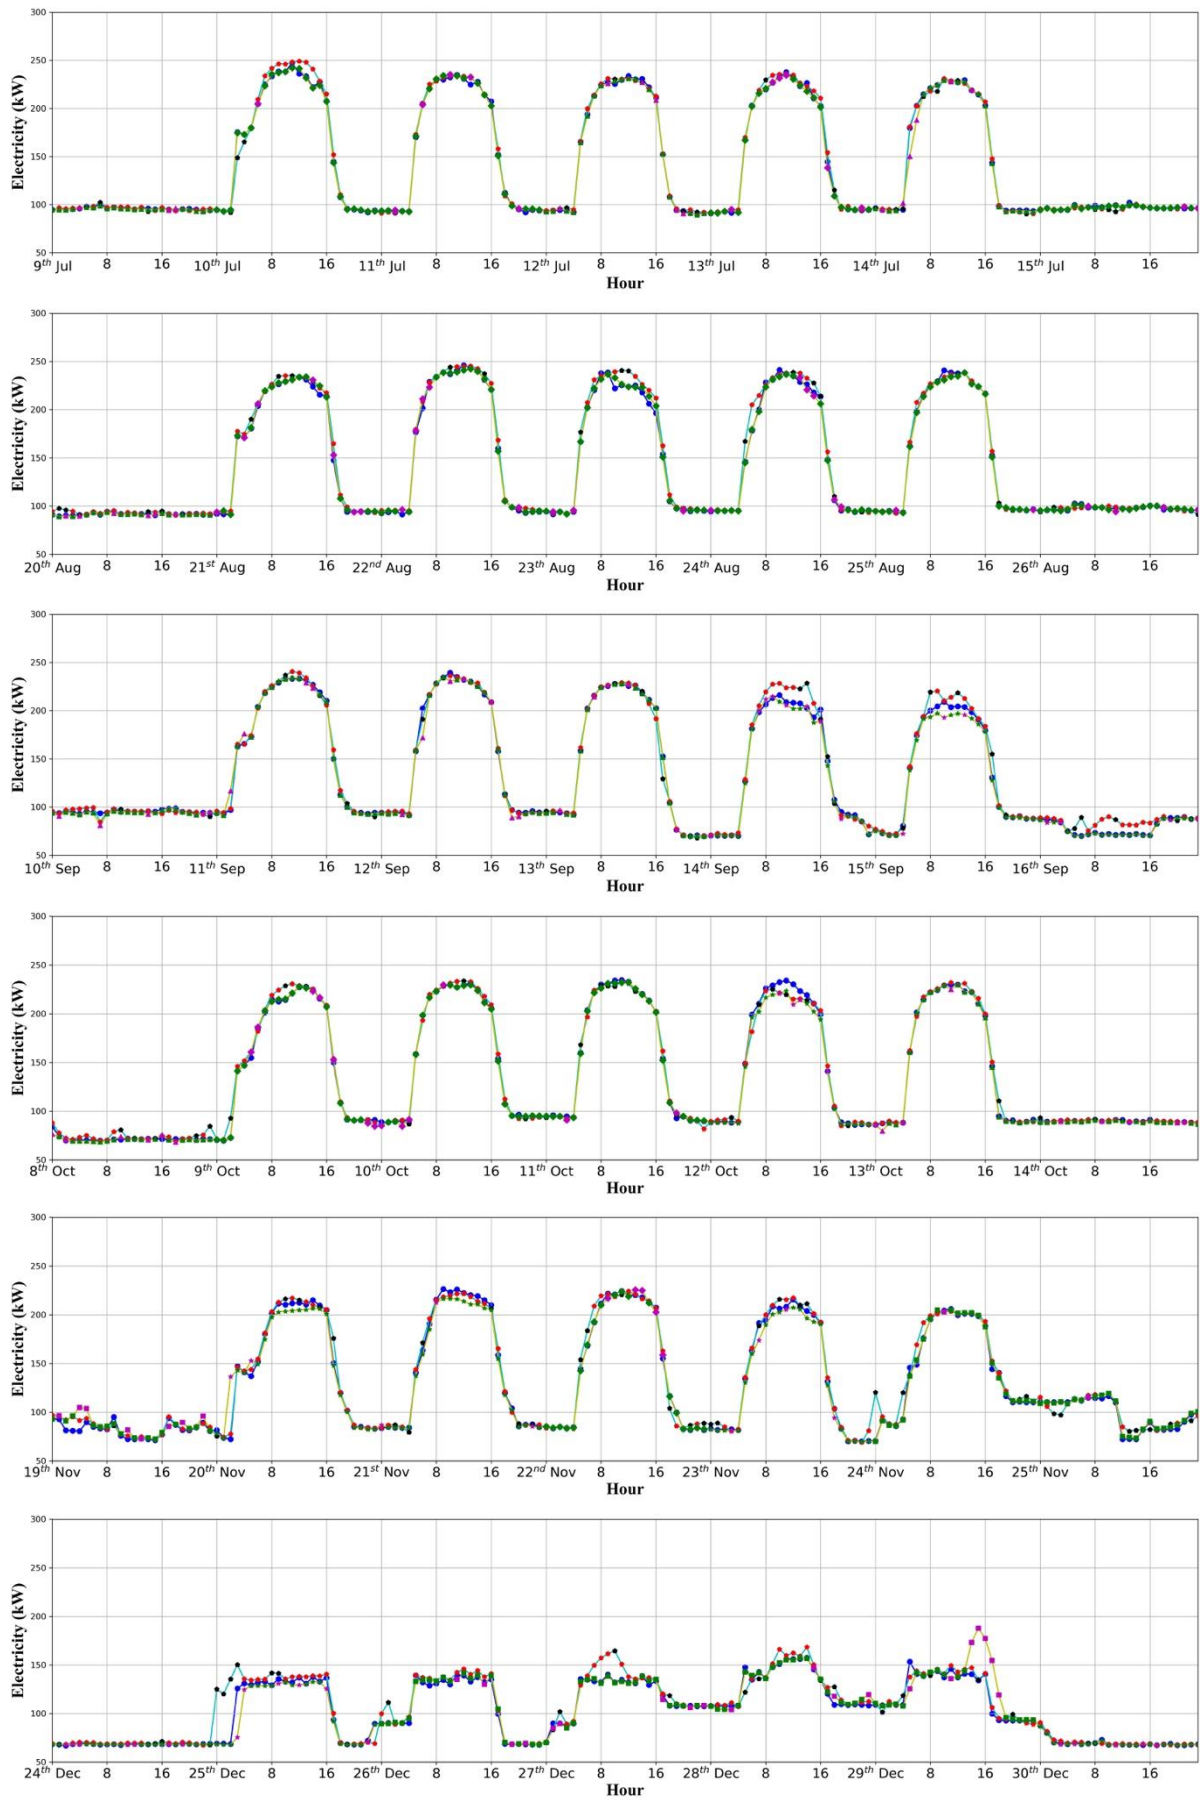 300
250
200
150
100
50
Electricity (kW)
9th Jul 8 16 10th Jul 8 16 11th Jul 8 16 12th Jul 8 16 13th Jul 8 16 14th Jul 8 16 15th Jul 8 16
Hour
300
250
200
150
100
50
Electricity (kW)
20th Aug 8 16 21st Aug 8 16 22nd Aug 8 16 23th Aug 8 16 24th Aug 8 16 25th Aug 8 16 26th Aug 8 16
Hour
300
250
200
150
100
50
Electricity (kW)
10th Sep 8 16 11th Sep 8 16 12th Sep 8 16 13th Sep 8 16 14th Sep 8 16 15th Sep 8 16 16th Sep 8 16
Hour
300
250
200
150
100
50
Electricity (kW)
8th Oct 8 16 9th Oct 8 16 10th Oct 8 16 11th Oct 8 16 12th Oct 8 16 13th Oct 8 16 14th Oct 8 16
Hour
300
250
200
150
100
50
Electricity (kW)
19th Nov 8 16 20th Nov 8 16 21st Nov 8 16 22nd Nov 8 16 23th Nov 8 16 24th Nov 8 16 25th Nov 8 16
Hour
300
250
200
150
100
50
Electricity (kW)
24th Dec 8 16 25th Dec 8 16 26th Dec 8 16 27th Dec 8 16 28th Dec 8 16 29th Dec 8 16 30th Dec 8 16
Hour